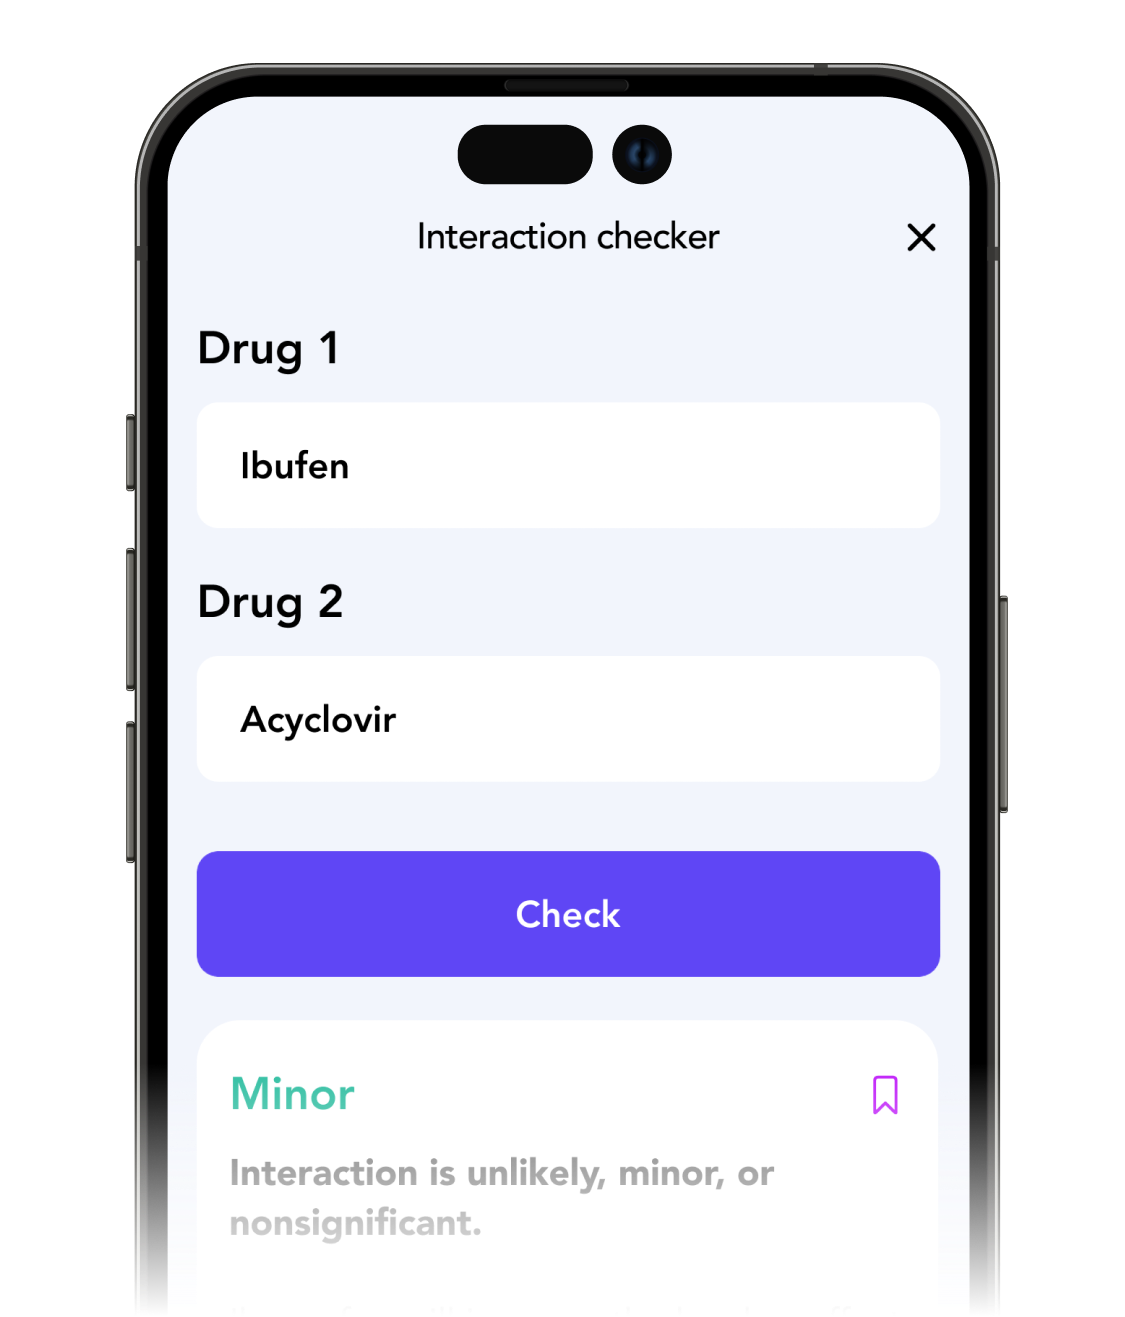 Interaction checker
Drug 1
Ibufen
Drug 2
Acyclovir
Check
Minor
Interaction is unlikely, minor, or
nonsignificant.